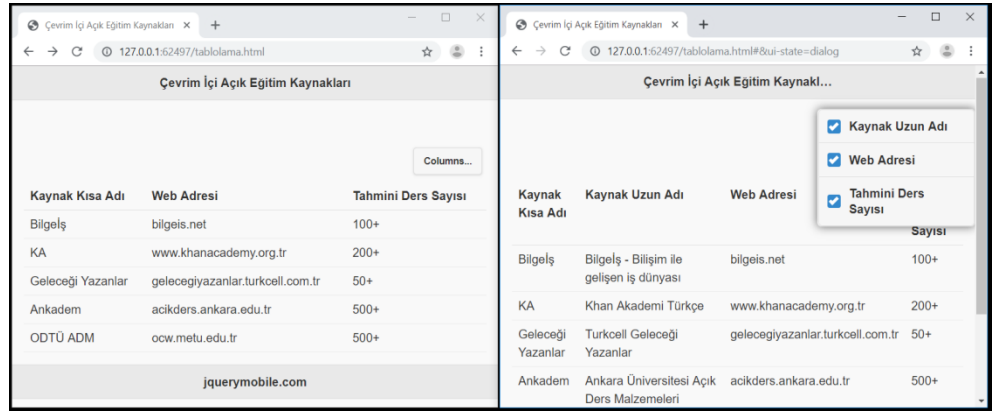 Çevrim İçi Açık Eğitim Kaynakları
127.0.0.1:62497/tablolama.html
Çevrim İçi Açık Eğitim Kaynakları
Columns...
Kaynak Kısa Adı Web Adresi Tahmini Ders Sayısı
Bilgeİş bilgeis.net 100+
KA www.khanacademy.org.tr 200+
Geleceği Yazanlar gelecegiyazanlar.turkcell.com.tr 50+
Ankadem acikders.ankara.edu.tr 500+
ODTÜ ADM ocw.metu.edu.tr 500+
jquerymobile.com
Çevrim İçi Açık Eğitim Kaynakları
127.0.0.1:62497/tablolama.html#&ui-state=dialog
Çevrim İçi Açık Eğitim Kaynakl...
Kaynak Uzun Adı
Web Adresi
Tahmini Ders
Sayısı
Kaynak Kaynak Uzun Adı Web Adresi
Kısa Adı
Sayısı
Bilgeİş Bilgeİş - Bilişim ile bilgeis.net 100+
gelişen iş dünyası
KA Khan Akademi Türkçe www.khanacademy.org.tr 200+
Geleceği Turkcell Geleceği gelecegiyazanlar.turkcell.com.tr 50+
Yazanlar Yazanlar
Ankadem Ankara Üniversitesi Açık acikders.ankara.edu.tr 500+
Ders Malzemeleri